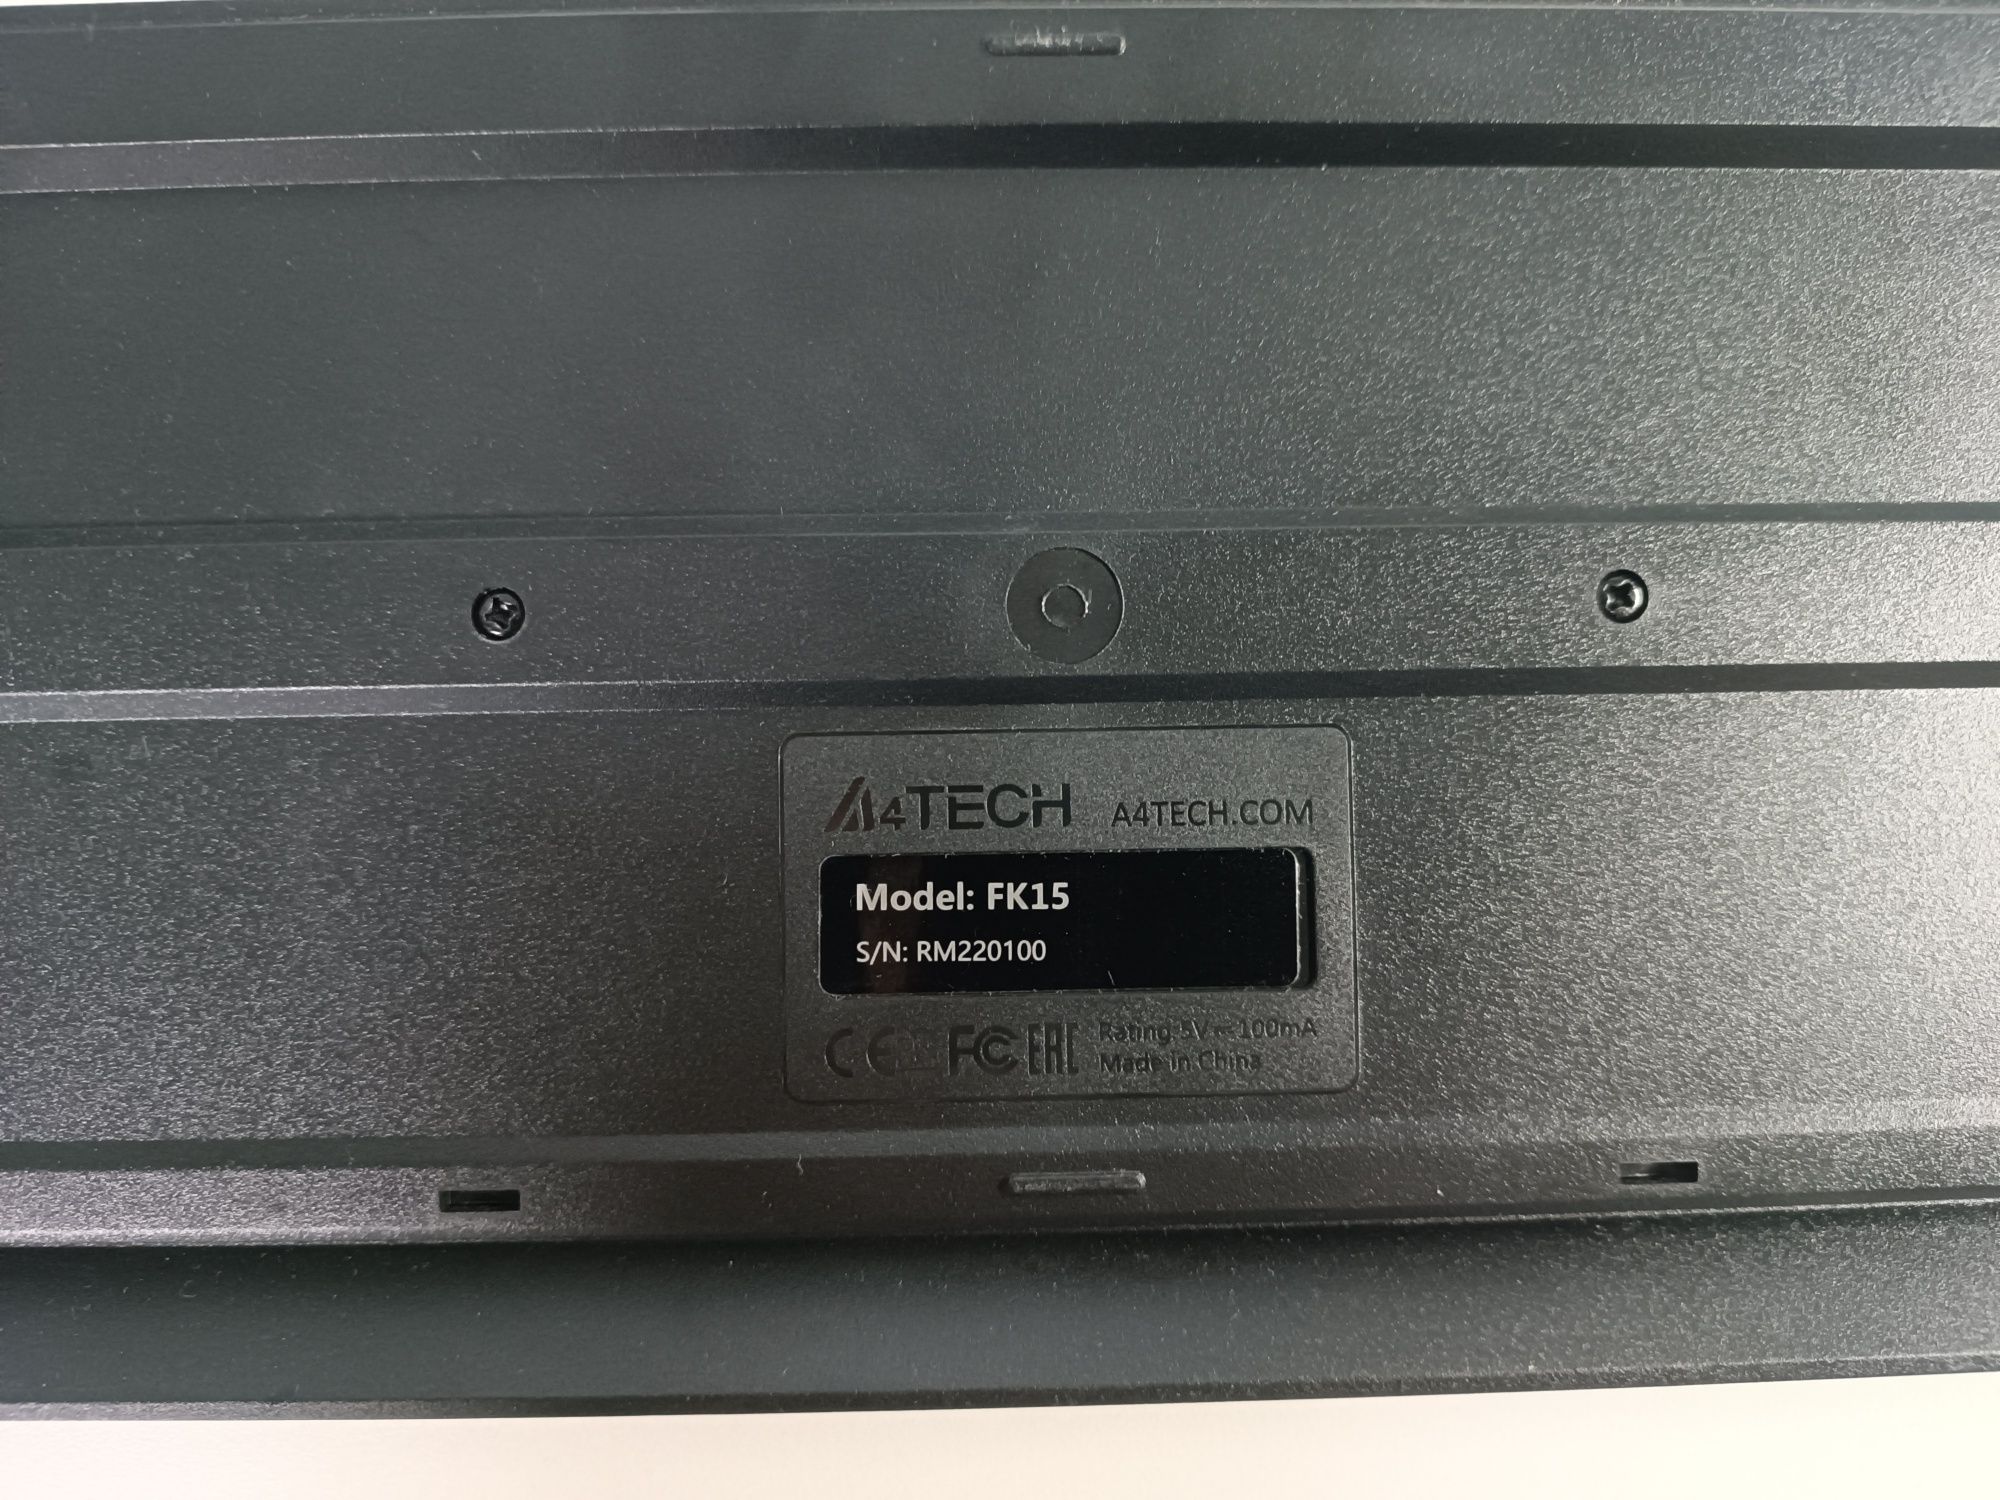 A4TECH A4TECH.COM
Model: FK15
S/N: RM220100
CE FC EAC Rating 5V ⎓ 100mA
Made in China